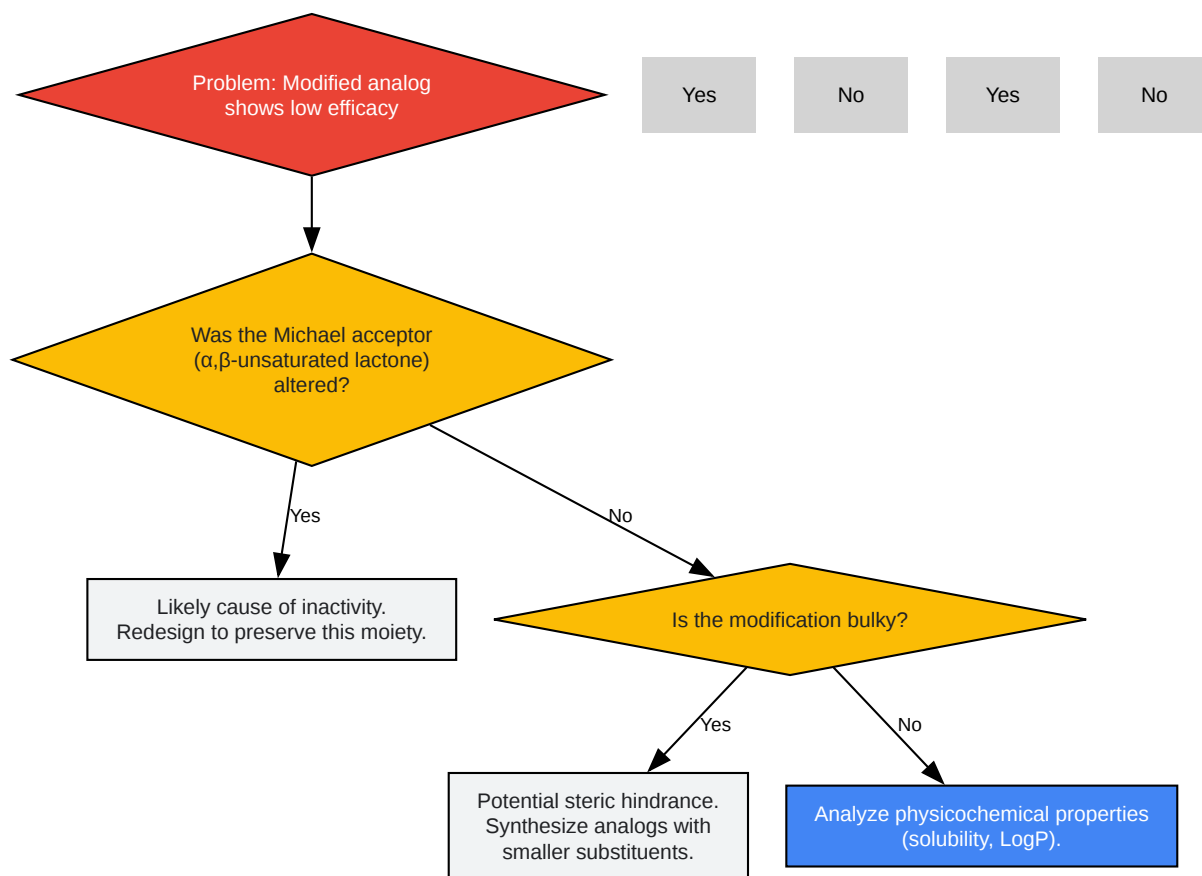 Problem: Modified analog
shows low efficacy
Yes
No
Yes
No
Was the Michael acceptor
(α,β-unsaturated lactone)
altered?
Yes
No
Likely cause of inactivity.
Redesign to preserve this moiety.
Is the modification bulky?
Yes
No
Potential steric hindrance.
Synthesize analogs with
smaller substituents.
Analyze physicochemical properties
(solubility, LogP).